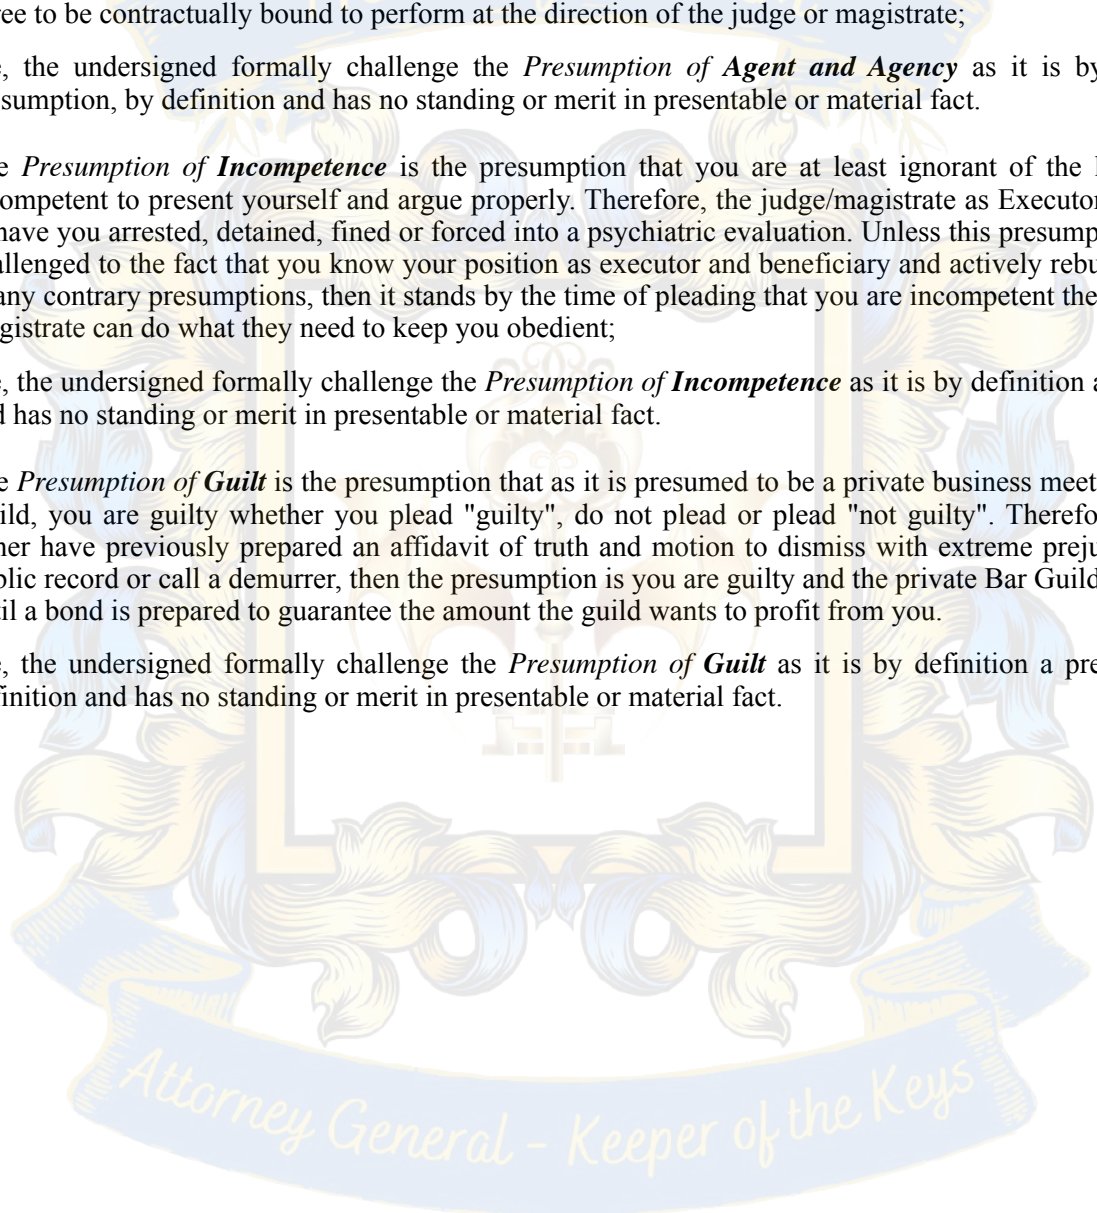 ree to be contractually bound to perform at the direction of the judge or magistrate;
e, the undersigned formally challenge the Presumption of Agent and Agency as it is by
sumption, by definition and has no standing or merit in presentable or material fact.
e Presumption of Incompetence is the presumption that you are at least ignorant of the
ompetent to present yourself and argue properly. Therefore, the judge/magistrate as Executor
have you arrested, detained, fined or forced into a psychiatric evaluation. Unless this presump
allenged to the fact that you know your position as executor and beneficiary and actively rebu
any contrary presumptions, then it stands by the time of pleading that you are incompetent the
gistrate can do what they need to keep you obedient;
e, the undersigned formally challenge the Presumption of Incompetence as it is by definition a
d has no standing or merit in presentable or material fact.
e Presumption of Guilt is the presumption that as it is presumed to be a private business meet
ild, you are guilty whether you plead "guilty", do not plead or plead "not guilty". Therefo
her have previously prepared an affidavit of truth and motion to dismiss with extreme preju
blic record or call a demurrer, then the presumption is you are guilty and the private Bar Guild
til a bond is prepared to guarantee the amount the guild wants to profit from you.
e, the undersigned formally challenge the Presumption of Guilt as it is by definition a pre
finition and has no standing or merit in presentable or material fact.
Attorney General - Keeper of the Keys